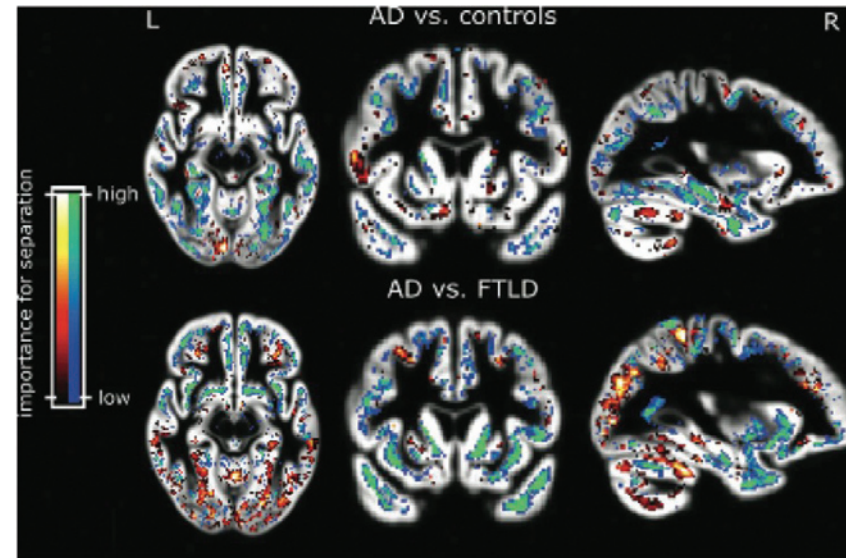 L
AD vs. controls
R
importance for separation
high
low
AD vs. FTLD